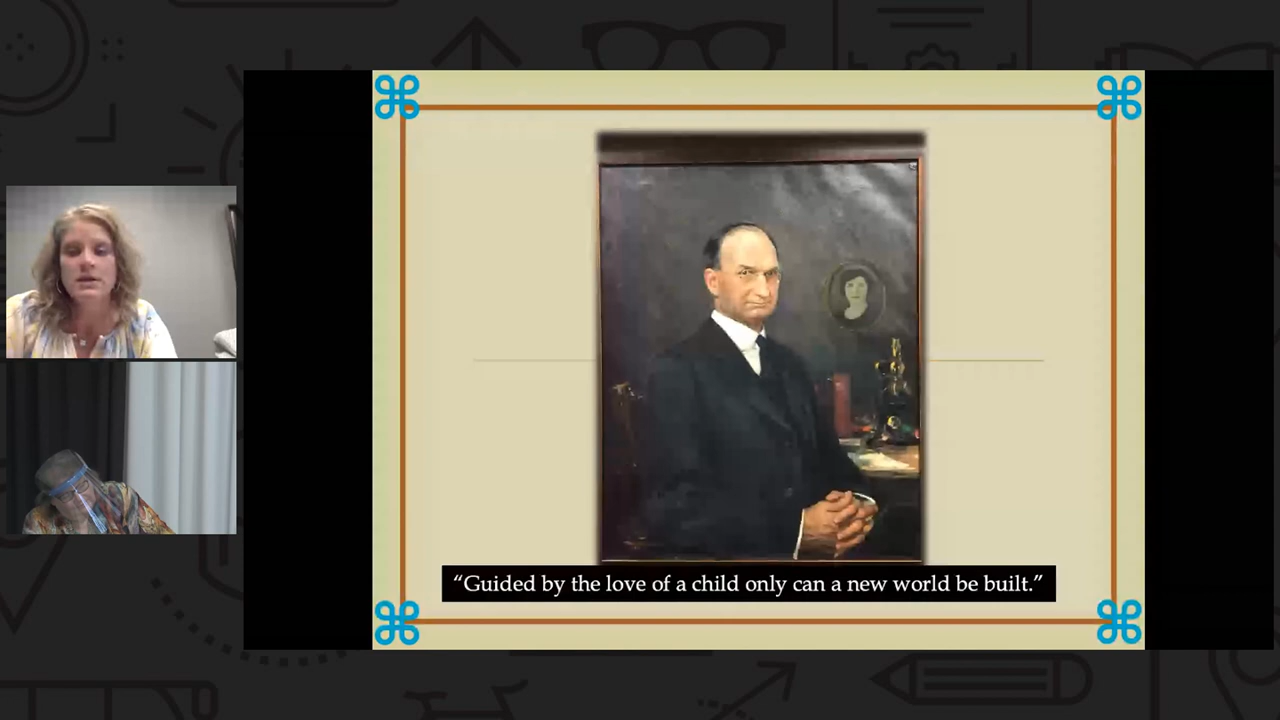 “Guided by the love of a child only can a new world be built.”